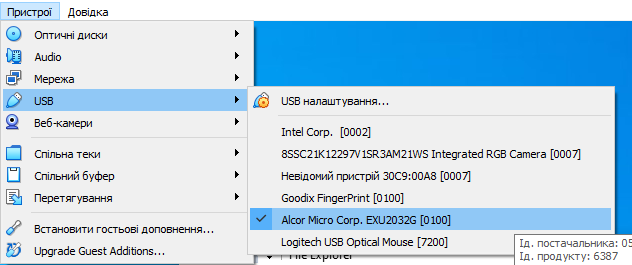 Пристрої Довідка
Оптичні диски
Audio
Мережа
USB
Веб-камери
Спільна теки
Спільний буфер
Перетягування
Встановити гостьові доповнення...
Upgrade Guest Additions...
USB налаштування...
Intel Corp. [0002]
8SSC21K12297V1SR3AM21WS Integrated RGB Camera [0007]
Невідомий пристрій 30C9:00A8 [0007]
Goodix FingerPrint [0100]
Alcor Micro Corp. EXU2032G [0100]
Logitech USB Optical Mouse [7200]
Ід. постачальника: 05
Ід. продукту: 6387
File Explorer